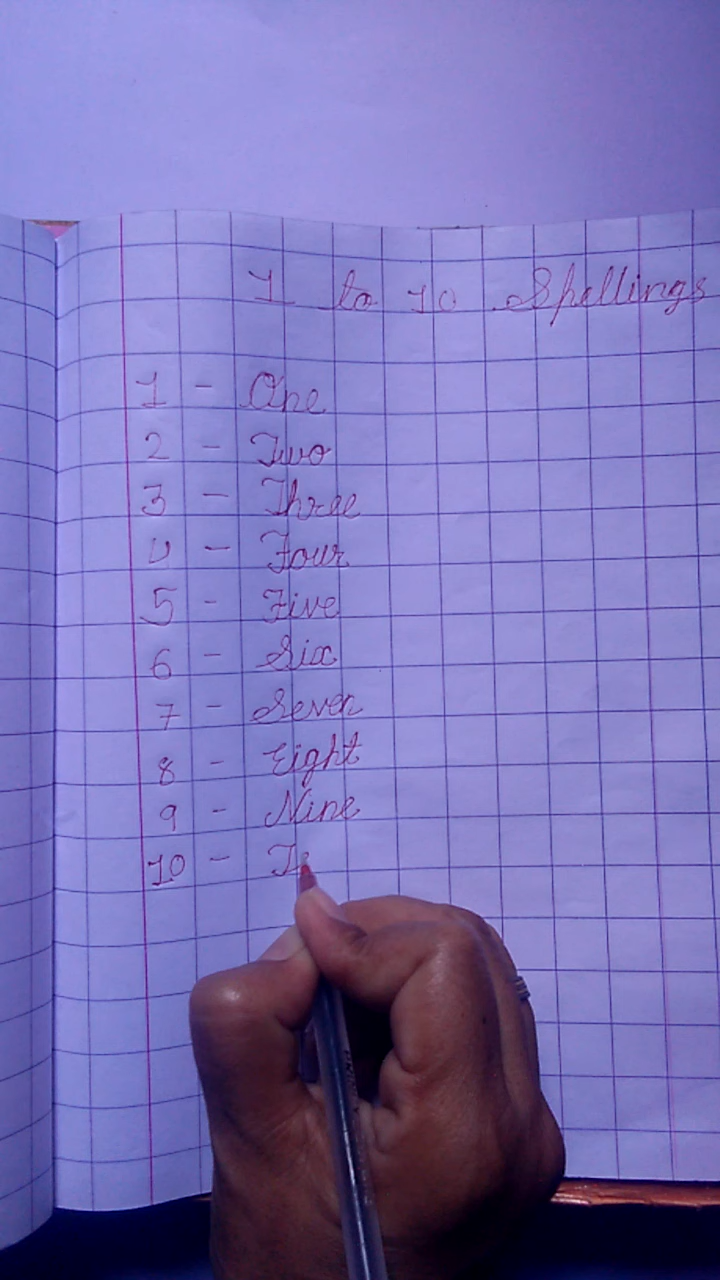 1 to 10 Spellings
1 - One
2 - Two
3 - Three
4 - Four
5 - Five
6 - Six
7 - Seven
8 - Eight
9 - Nine
10 - Te